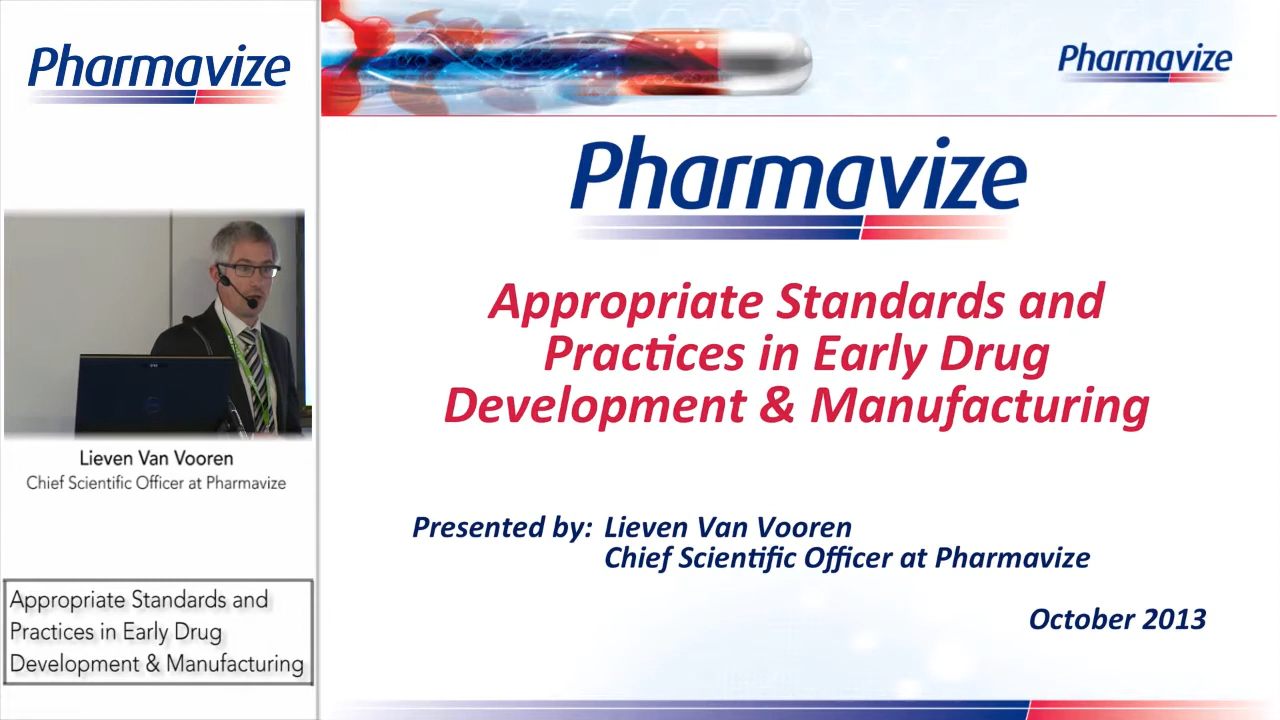 Pharmavize
Lieven Van Vooren
Chief Scientific Officer at Pharmavize
Appropriate Standards and
Practices in Early Drug
Development & Manufacturing
Pharmavize
Pharmavize
Appropriate Standards and
Practices in Early Drug
Development & Manufacturing
Presented by: Lieven Van Vooren
Chief Scientific Officer at Pharmavize
October 2013